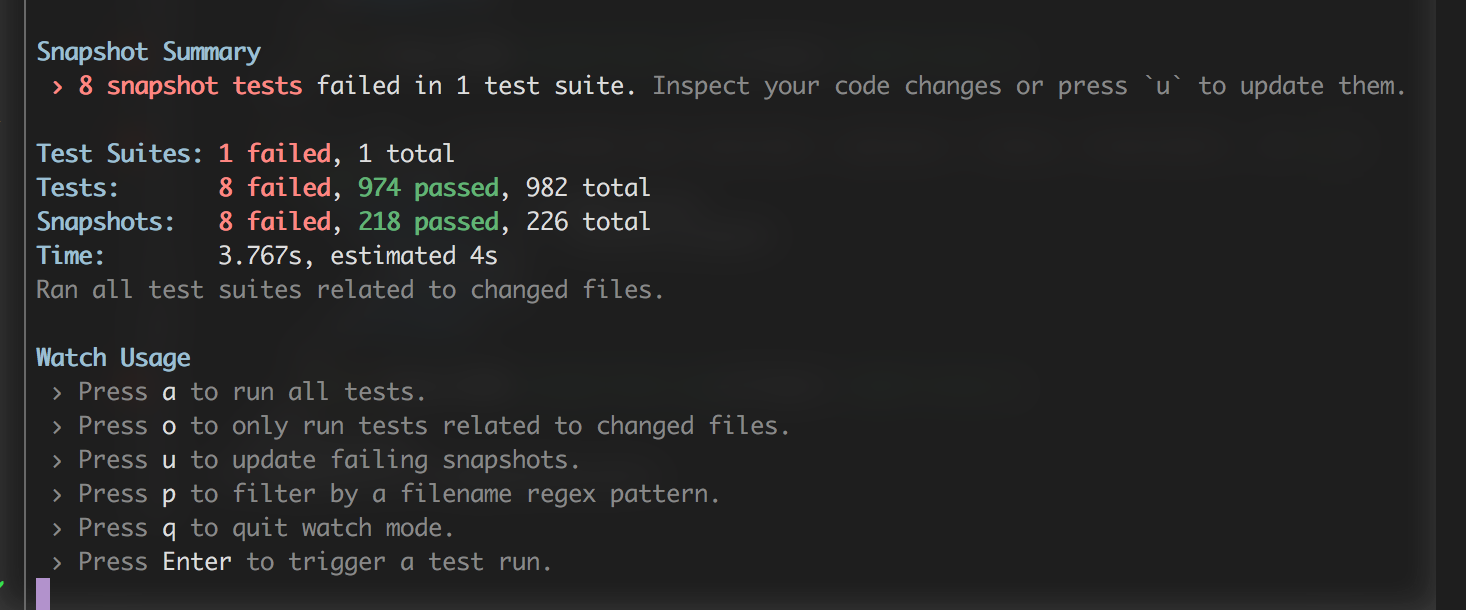 Snapshot Summary
 › 8 snapshot tests failed in 1 test suite. Inspect your code changes or press `u` to update them.

Test Suites: 1 failed, 1 total
Tests:       8 failed, 974 passed, 982 total
Snapshots:   8 failed, 218 passed, 226 total
Time:        3.767s, estimated 4s
Ran all test suites related to changed files.

Watch Usage
 › Press a to run all tests.
 › Press o to only run tests related to changed files.
 › Press u to update failing snapshots.
 › Press p to filter by a filename regex pattern.
 › Press q to quit watch mode.
 › Press Enter to trigger a test run.